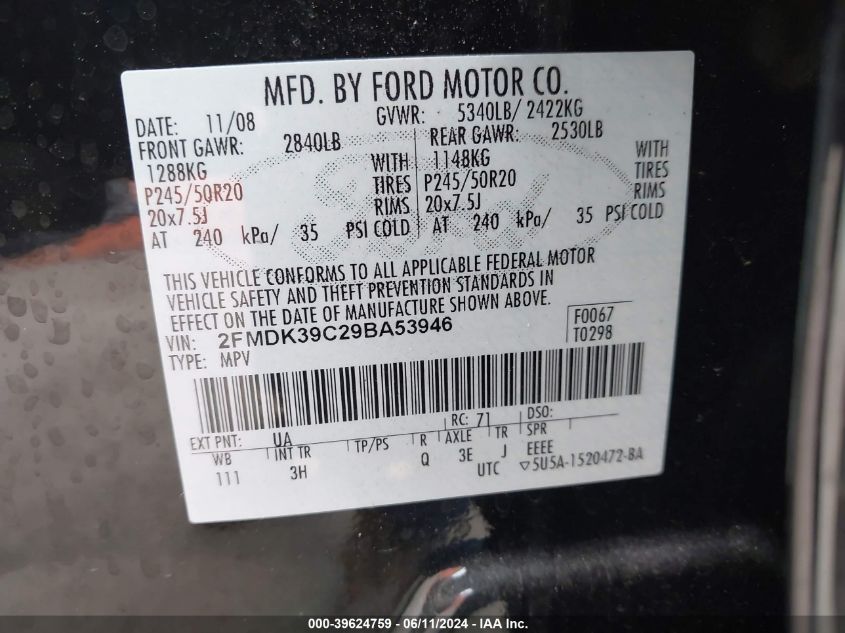 MFD. BY FORD MOTOR CO.
DATE: 11/08 GVWR: 5340LB/ 2422KG
FRONT GAWR: 2840LB REAR GAWR: 2530LB
1288KG WITH 1148KG WITH
P245/50R20 TIRES P245/50R20 TIRES
20x7.5J RIMS 20x7.5J RIMS
AT 240 kPa/ 35 PSI COLD AT 240 kPa/ 35 PSI COLD
THIS VEHICLE CONFORMS TO ALL APPLICABLE FEDERAL MOTOR
VEHICLE SAFETY AND THEFT PREVENTION STANDARDS IN
EFFECT ON THE DATE OF MANUFACTURE SHOWN ABOVE.
VIN: 2FMDK39C29BA53946 F0067
TYPE: MPV T0298
EXT PNT: UA RC: 71 DSO:
WB INT TR TP/PS R AXLE TR SPR
111 3H Q 3E J EEEE
UTC ▽5U5A-1520472-BA
000-39624759 - 06/11/2024 - IAA Inc.